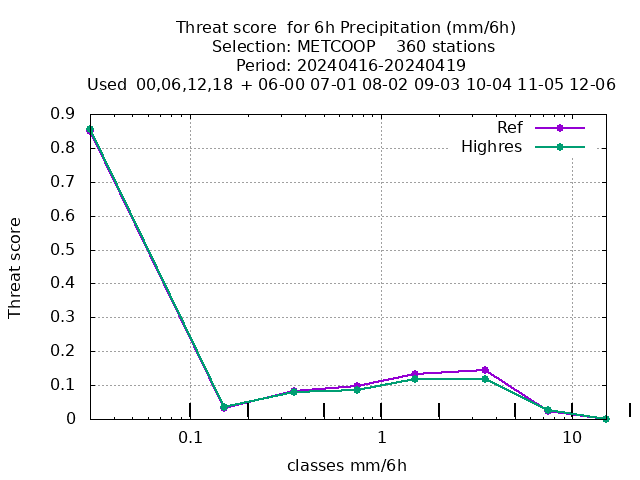 Threat score  for 6h Precipitation (mm/6h)
Selection: METCOOP    360 stations
Period: 20240416-20240419
Used  00,06,12,18  + 06-00 07-01 08-02 09-03 10-04 11-05 12-06
Ref
Highres
0.9
0.8
0.7
0.6
0.5
0.4
0.3
0.2
0.1
0
Threat score
0.1
1
10
classes mm/6h